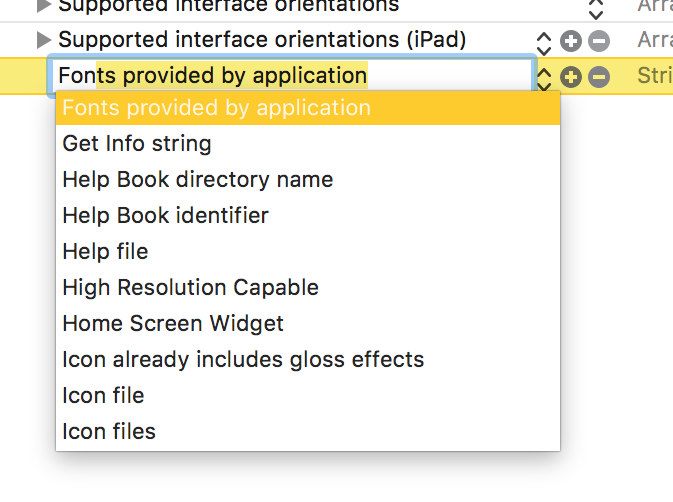 Supported interface orientations
Supported interface orientations (iPad)
Arra
Fonts provided by application
Stri
Fonts provided by application
Get Info string
Help Book directory name
Help Book identifier
Help file
High Resolution Capable
Home Screen Widget
Icon already includes gloss effects
Icon file
Icon files